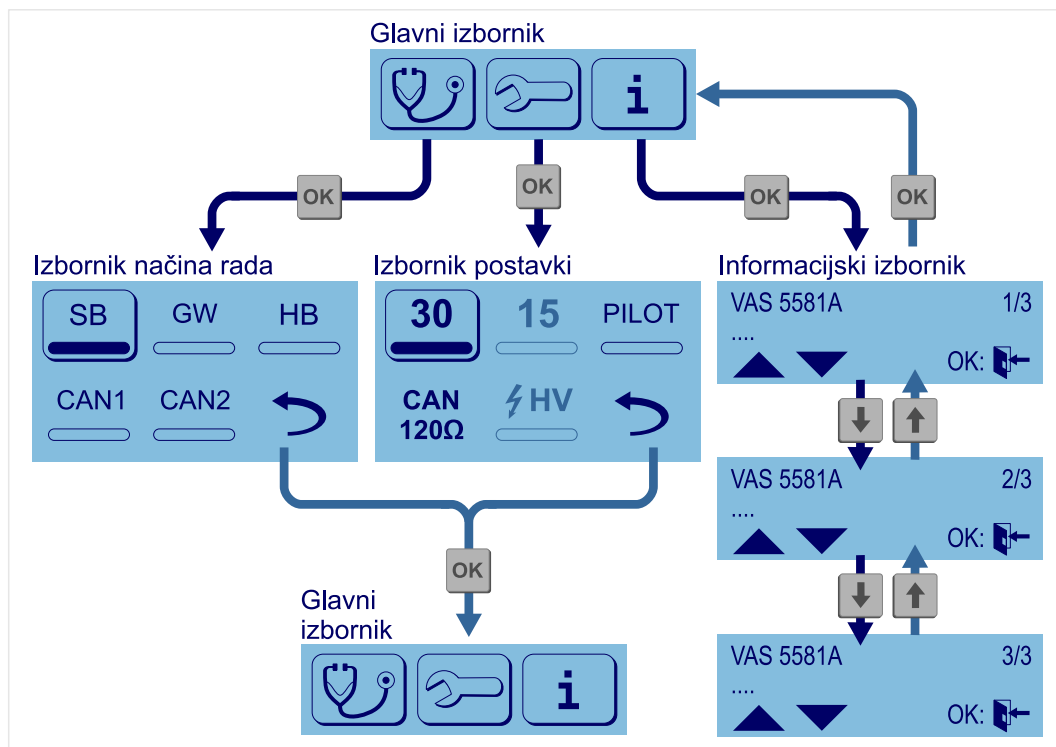 Glavni izbornik
i
OK
OK
OK
OK
Izbornik načina rada
SB
GW
HB
CAN1
CAN2
Izbornik postavki
30
15
PILOT
CAN
120Ω
HV
Informacijski izbornik
VAS 5581A 1/3
....
OK:
VAS 5581A 2/3
....
OK:
VAS 5581A 3/3
....
OK:
OK
Glavni
izbornik
i